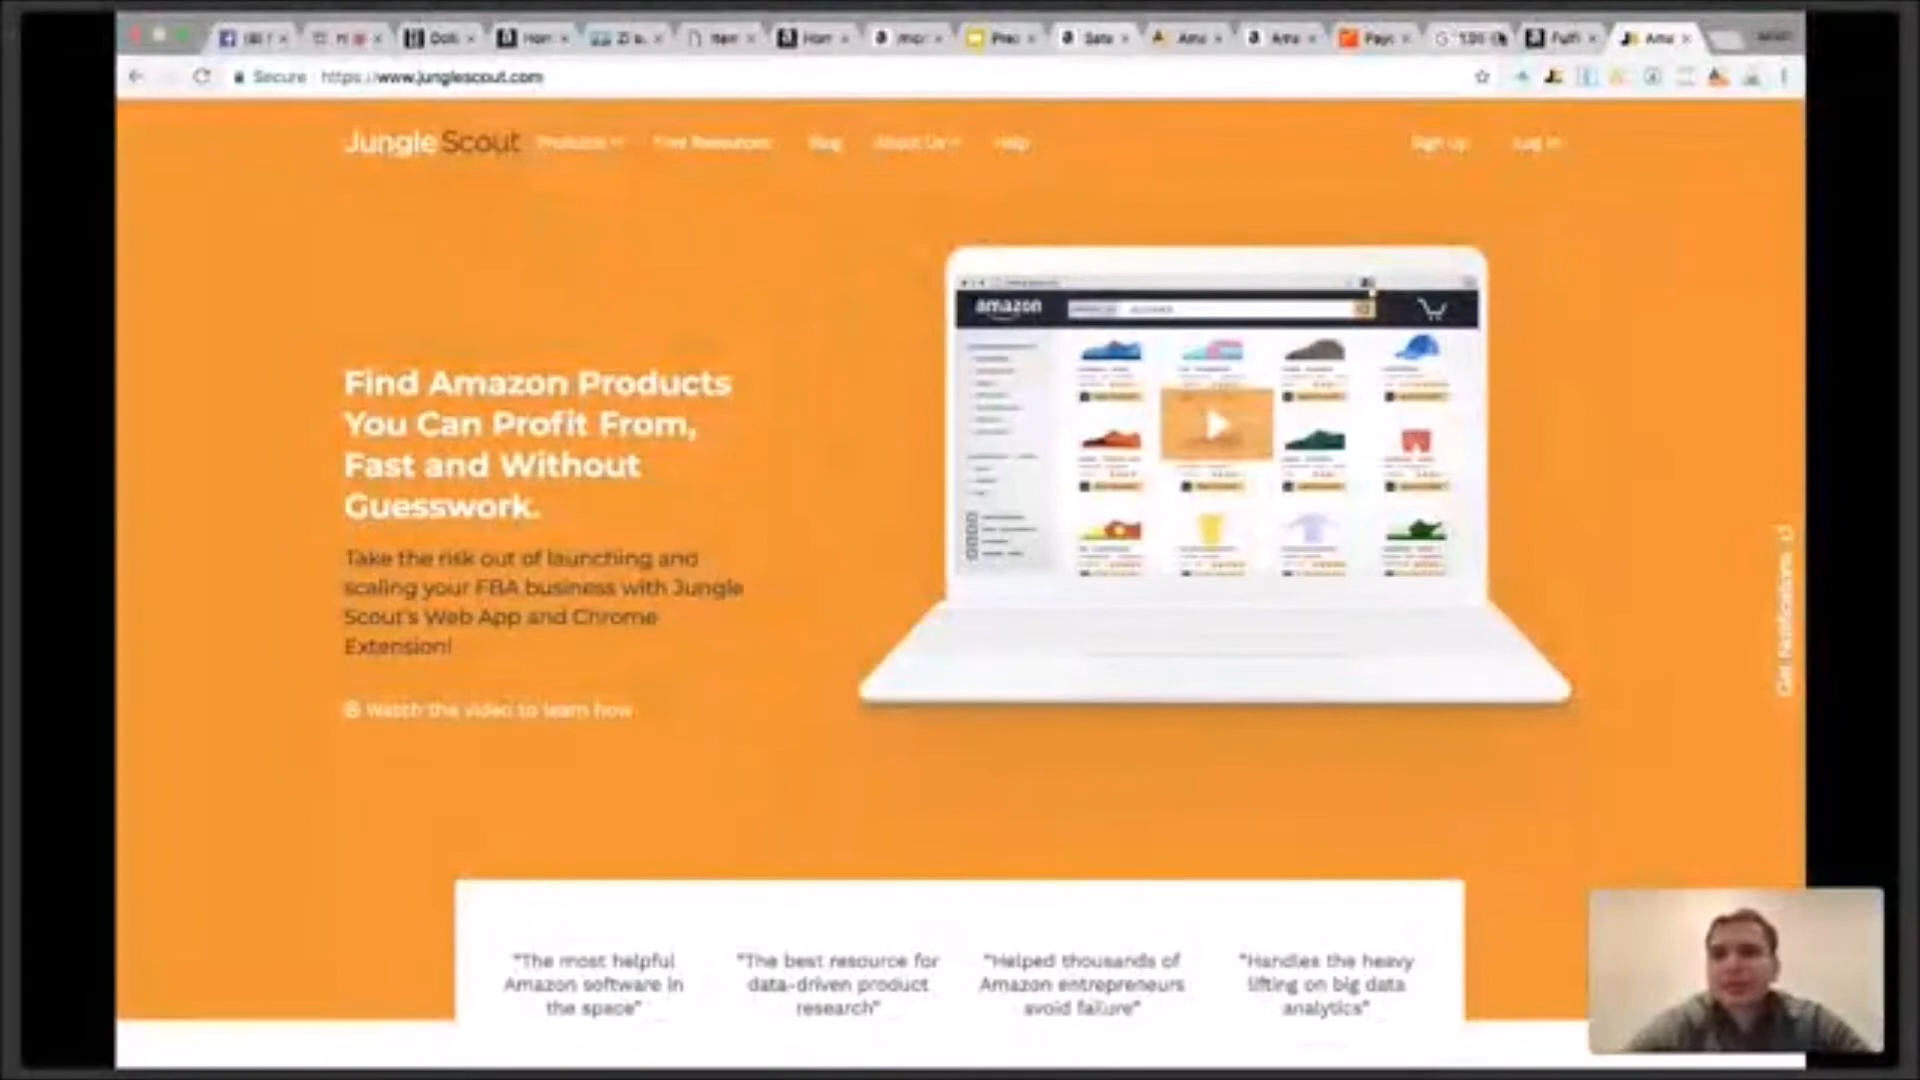 Secure https://www.junglescout.com
Jungle Scout Products Free Resources Blog About Us Help Sign Up Log In
amazon
Find Amazon Products
You Can Profit From,
Fast and Without
Guesswork.
Take the risk out of launching and
scaling your FBA business with Jungle
Scout's Web App and Chrome
Extension!
Watch the video to learn how
Get Notifications
"The most helpful
Amazon software in
the space"
"The best resource for
data-driven product
research"
"Helped thousands of
Amazon entrepreneurs
avoid failure"
"Handles the heavy
lifting on big data
analytics"